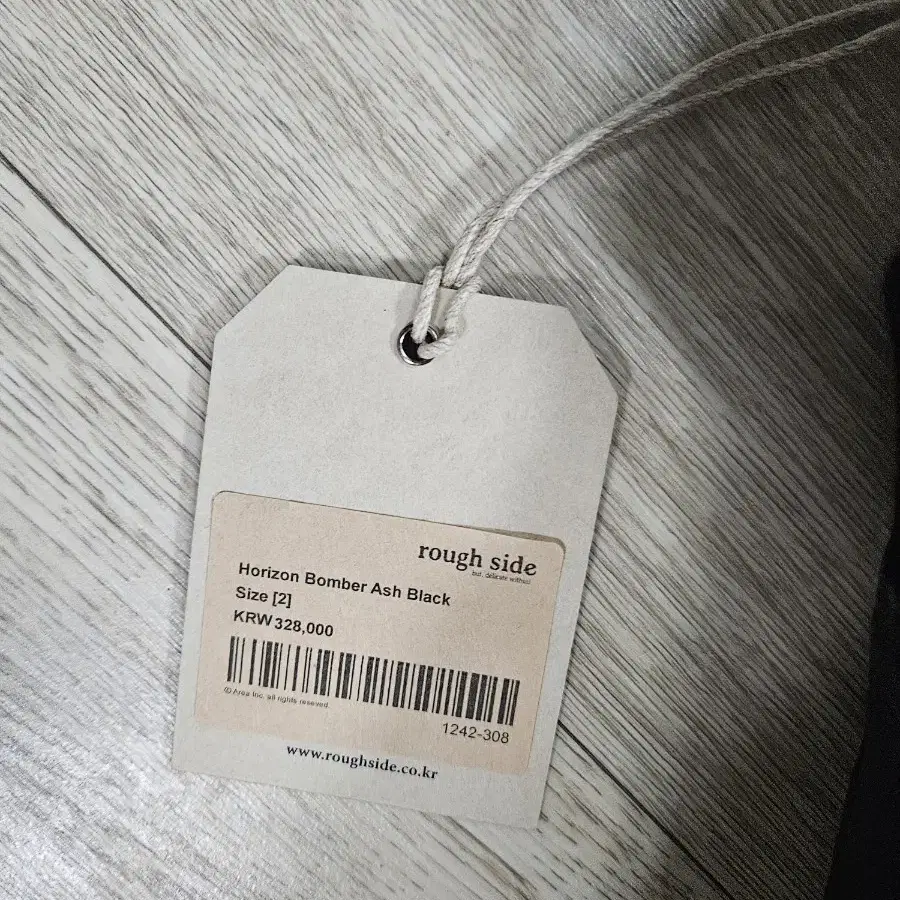 rough side
but, delicate without
Horizon Bomber Ash Black
Size [2]
KRW 328,000
© Area Inc. all rights reseved.
1242-308
www.roughside.co.kr